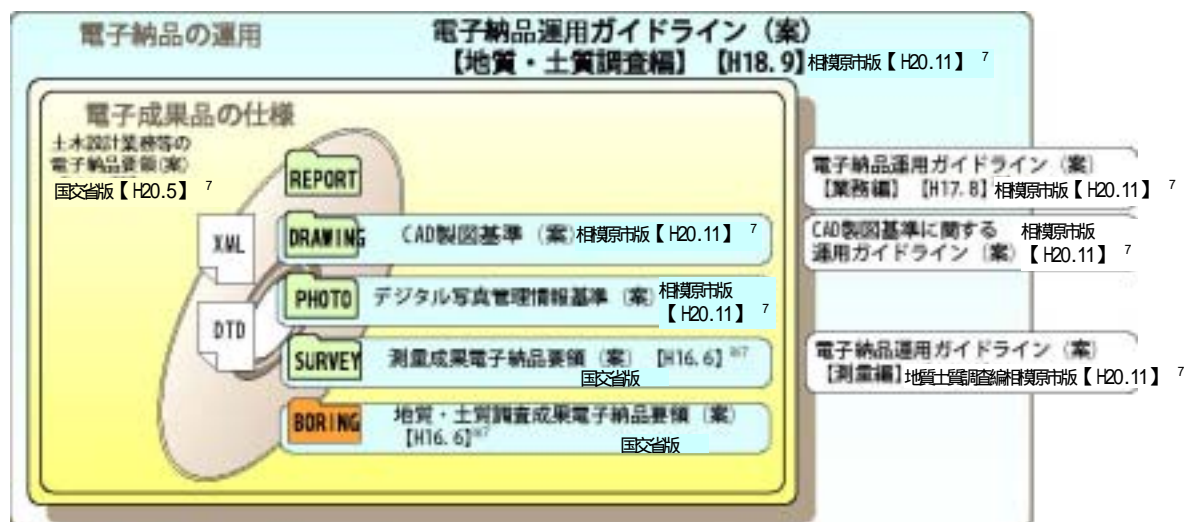 電子納品の運用
電子納品運用ガイドライン（案）
【地質・土質調査編】 【H18.9】相模原市版【H20.11】 7
電子成果品の仕様
土木設計業務等の
電子納品要領(案)
国交省版【H20.5】 7
REPORT
XML
DRAWING CAD製図基準（案）相模原市版【H20.11】 7
PHOTO デジタル写真管理情報基準（案）相模原市版
【H20.11】 7
DTD
SURVEY 測量成果電子納品要領（案） 【H16.6】※7
国交省版
BORING 地質・土質調査成果電子納品要領（案）
【H16.6】※7
国交省版
電子納品運用ガイドライン（案）
【業務編】 【H17.8】相模原市版【H20.11】 7
CAD製図基準に関する 相模原市版
運用ガイドライン（案）【H20.11】 7
電子納品運用ガイドライン（案）
【測量編】地質土質調査編相模原市版【H20.11】 7